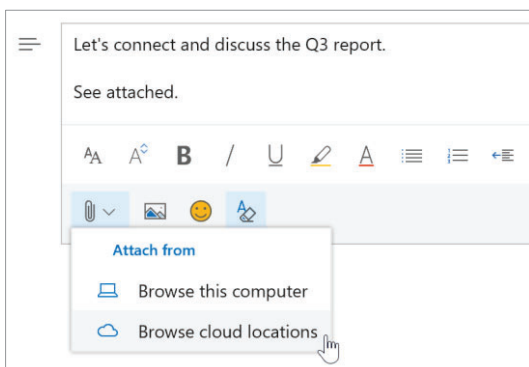 Let's connect and discuss the Q3 report.
See attached.
Attach from
Browse this computer
Browse cloud locations